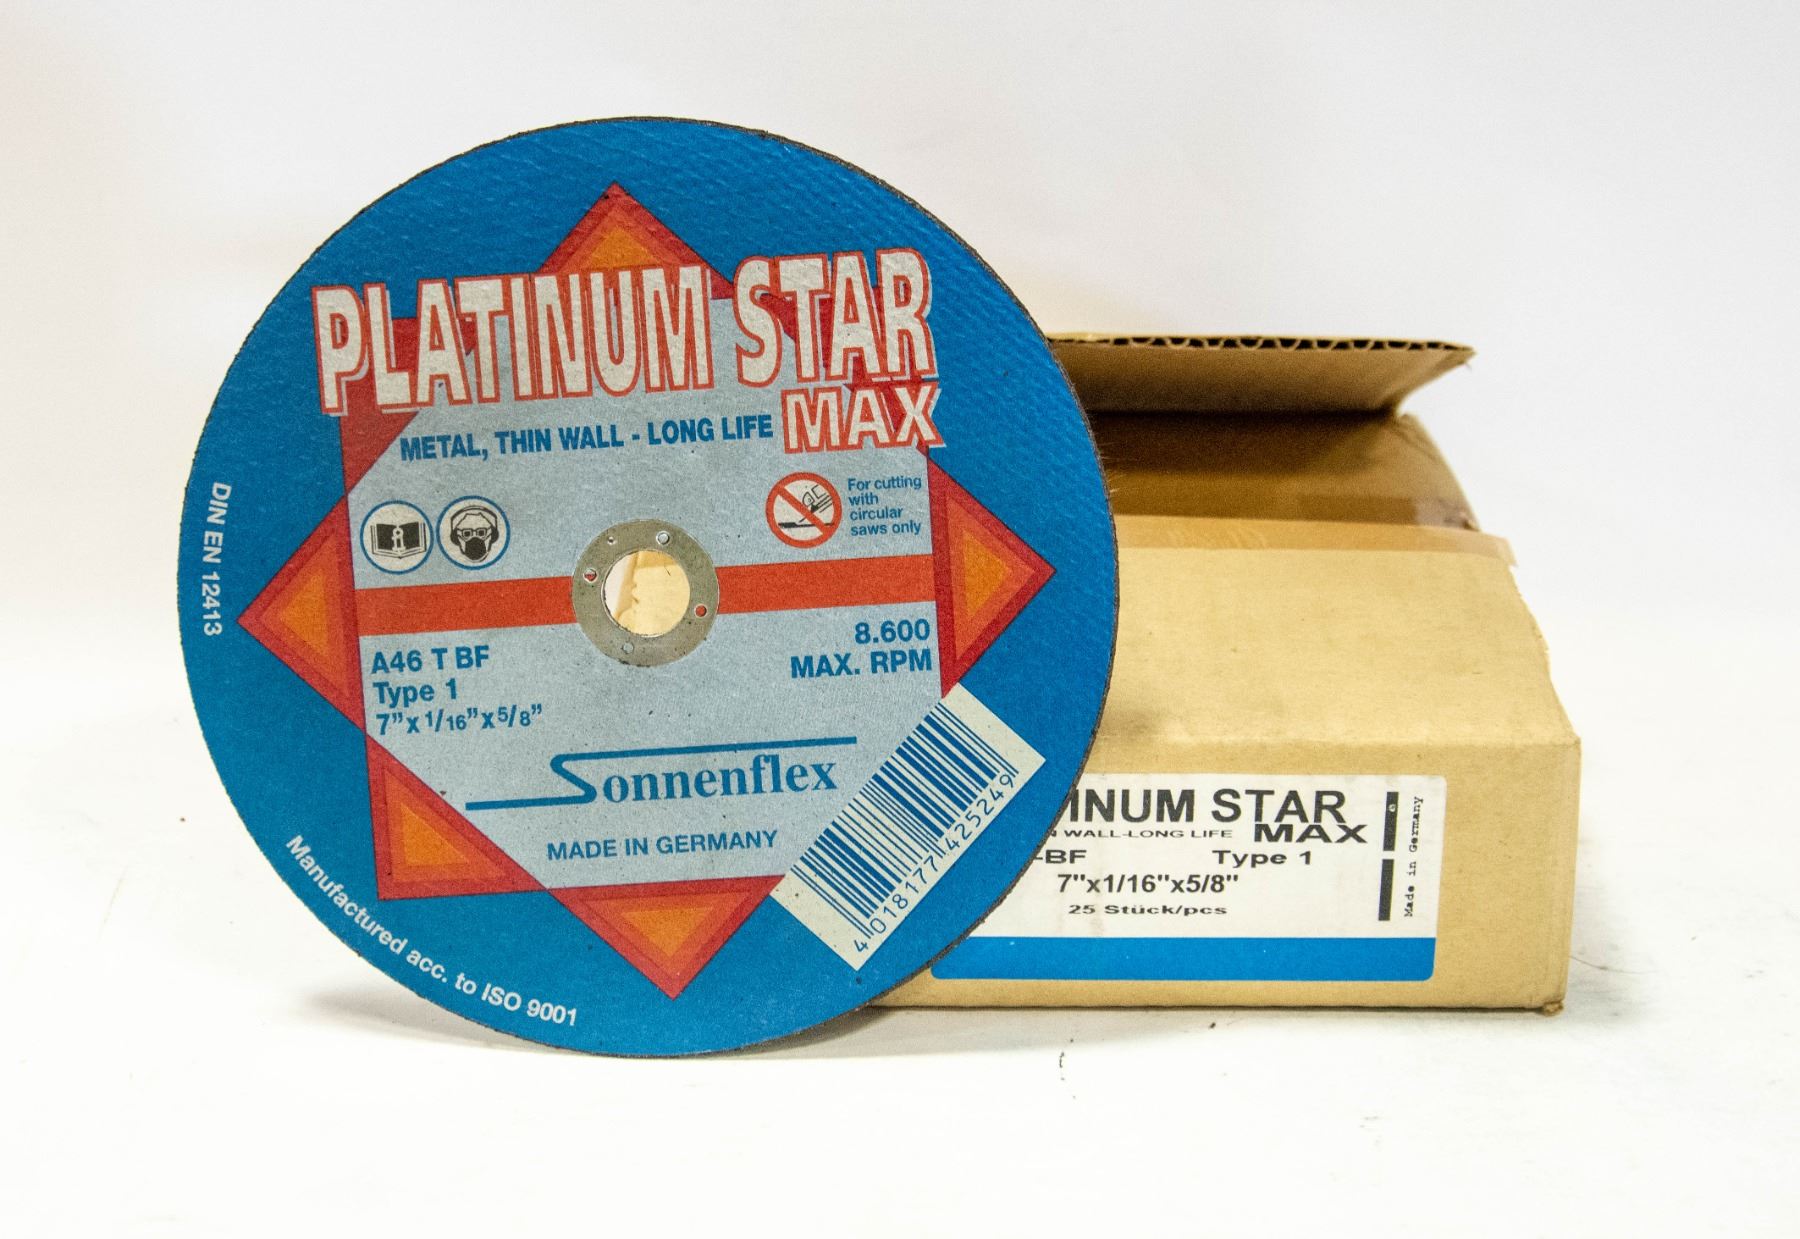 PLATINUM STAR
MAX
METAL, THIN WALL - LONG LIFE
For cutting
with
circular
saws only
DIN EN 12413
8.600
MAX. RPM
A46 T BF
Type 1
7"x 1/16"x 5/8"
Sonnenflex
MADE IN GERMANY
4 018177 425249
Manufactured acc. to ISO 9001
INUM STAR
WALL-LONG LIFE MAX
-BF Type 1
7"x1/16"x5/8"
25 Stück/pcs
Made in Germany